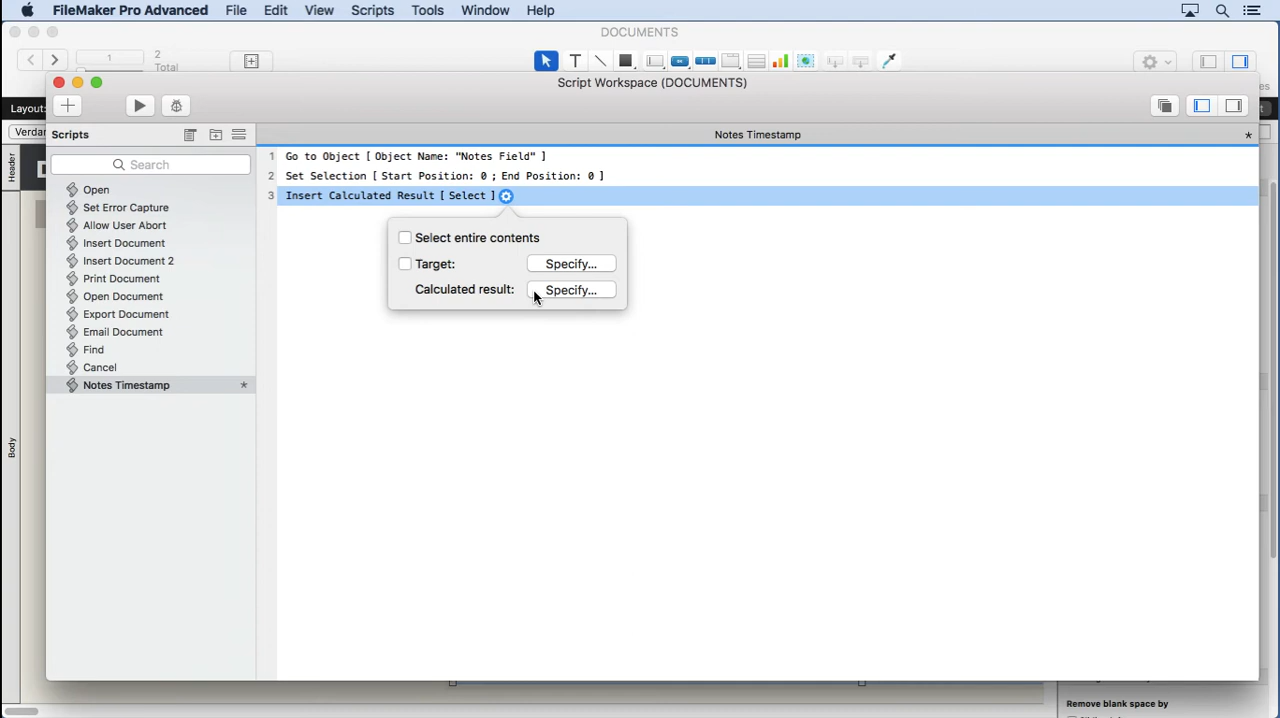 FileMaker Pro Advanced File Edit View Scripts Tools Window Help
DOCUMENTS
1
2
Total
T
Script Workspace (DOCUMENTS)
Layout:
Verdan
Header
Body
Scripts
Notes Timestamp
*
Search
Open
Set Error Capture
Allow User Abort
Insert Document
Insert Document 2
Print Document
Open Document
Export Document
Email Document
Find
Cancel
Notes Timestamp *
1 Go to Object [ Object Name: "Notes Field" ]
2 Set Selection [ Start Position: 0 ; End Position: 0 ]
3 Insert Calculated Result [ Select ]
Select entire contents
Target: Specify...
Calculated result: Specify...
Remove blank space by